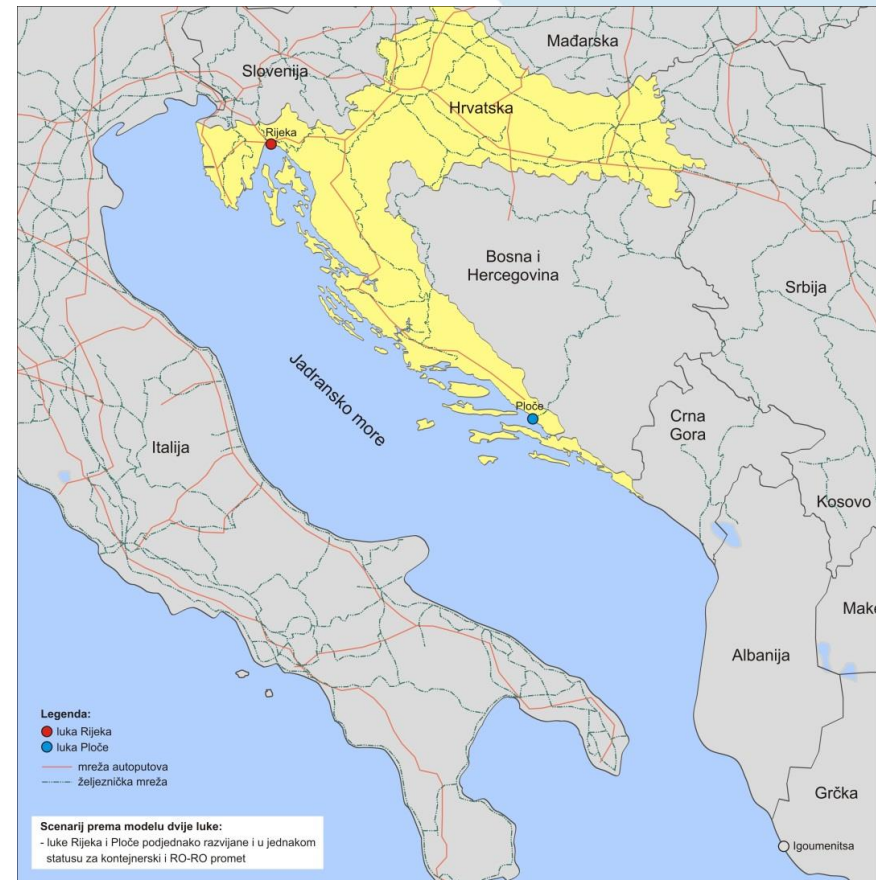 Mađarska
Slovenija
Hrvatska
Rijeka
Bosna i
Hercegovina
Srbija
Jadransko more
Ploče
Crna
Gora
Italija
Kosovo
Make
Albanija
Legenda:
luka Rijeka
luka Ploče
mreža autoputova
željeznička mreža
Grčka
Scenarij prema modelu dvije luke:
- luke Rijeka i Ploče podjednako razvijane i u jednakom
statusu za kontejnerski i RO-RO promet
Igoumenitsa